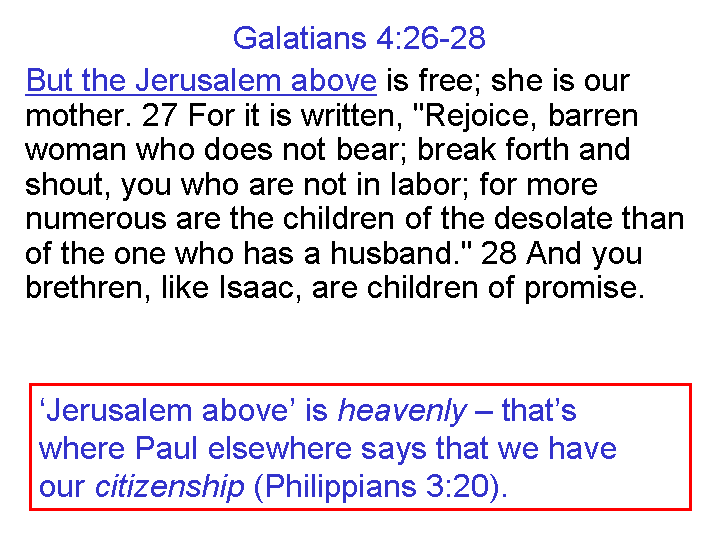 Galatians 4:26-28
But the Jerusalem above is free; she is our
mother. 27 For it is written, "Rejoice, barren
woman who does not bear; break forth and
shout, you who are not in labor; for more
numerous are the children of the desolate than
of the one who has a husband." 28 And you
brethren, like Isaac, are children of promise.
‘Jerusalem above’ is heavenly – that’s
where Paul elsewhere says that we have
our citizenship (Philippians 3:20).